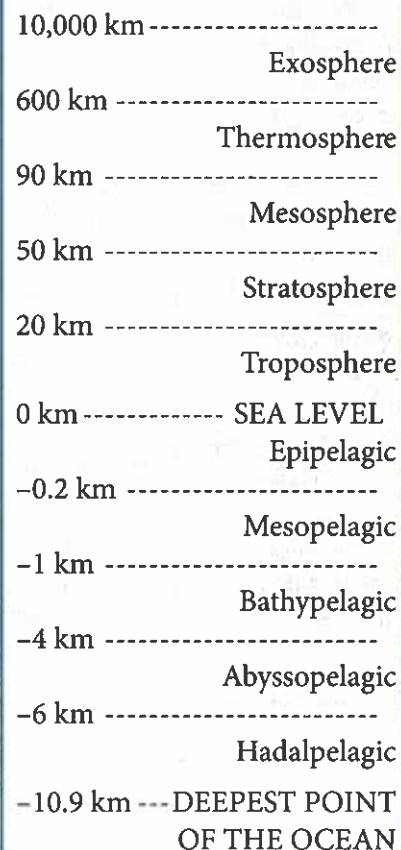 10,000 km
Exosphere
600 km
Thermosphere
90 km
Mesosphere
50 km
Stratosphere
20 km
Troposphere
0 km SEA LEVEL
Epipelagic
–0.2 km
Mesopelagic
–1 km
Bathypelagic
–4 km
Abyssopelagic
–6 km
Hadalpelagic
–10.9 km DEEPEST POINT
OF THE OCEAN